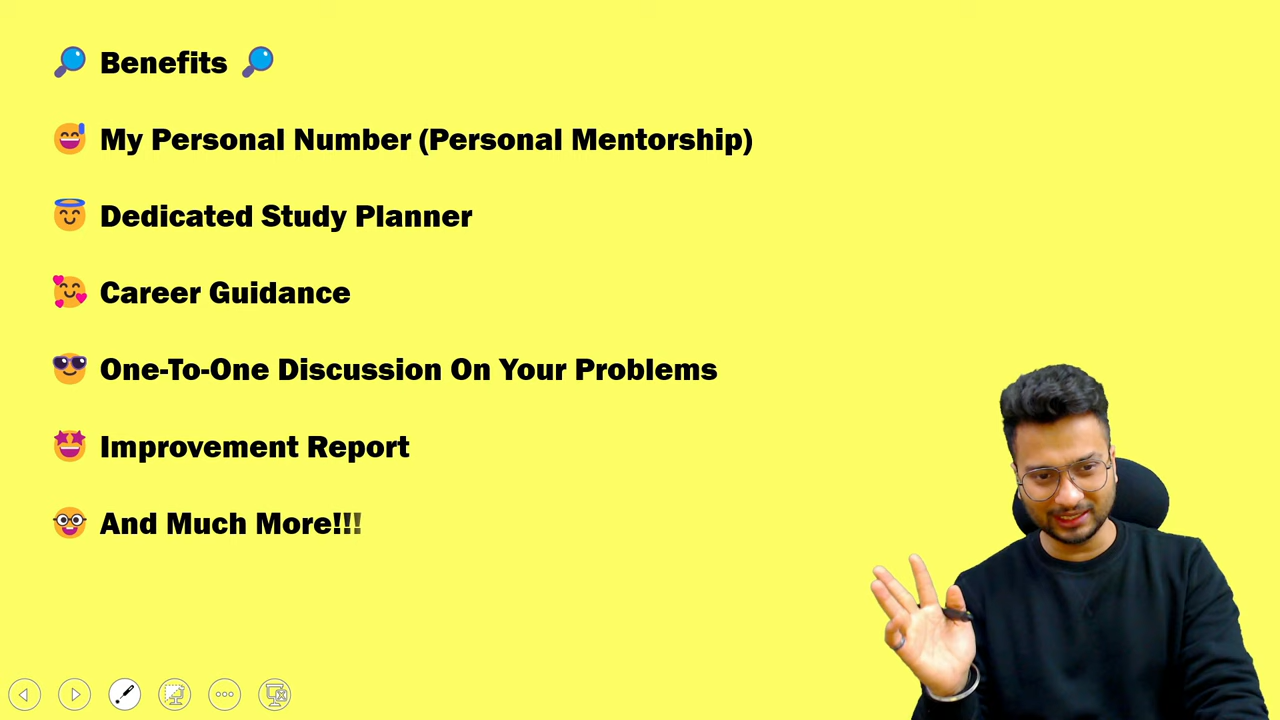 🔎 Benefits 🔎
😅 My Personal Number (Personal Mentorship)
😇 Dedicated Study Planner
🥰 Career Guidance
😎 One-To-One Discussion On Your Problems
🤩 Improvement Report
🤓 And Much More!!!